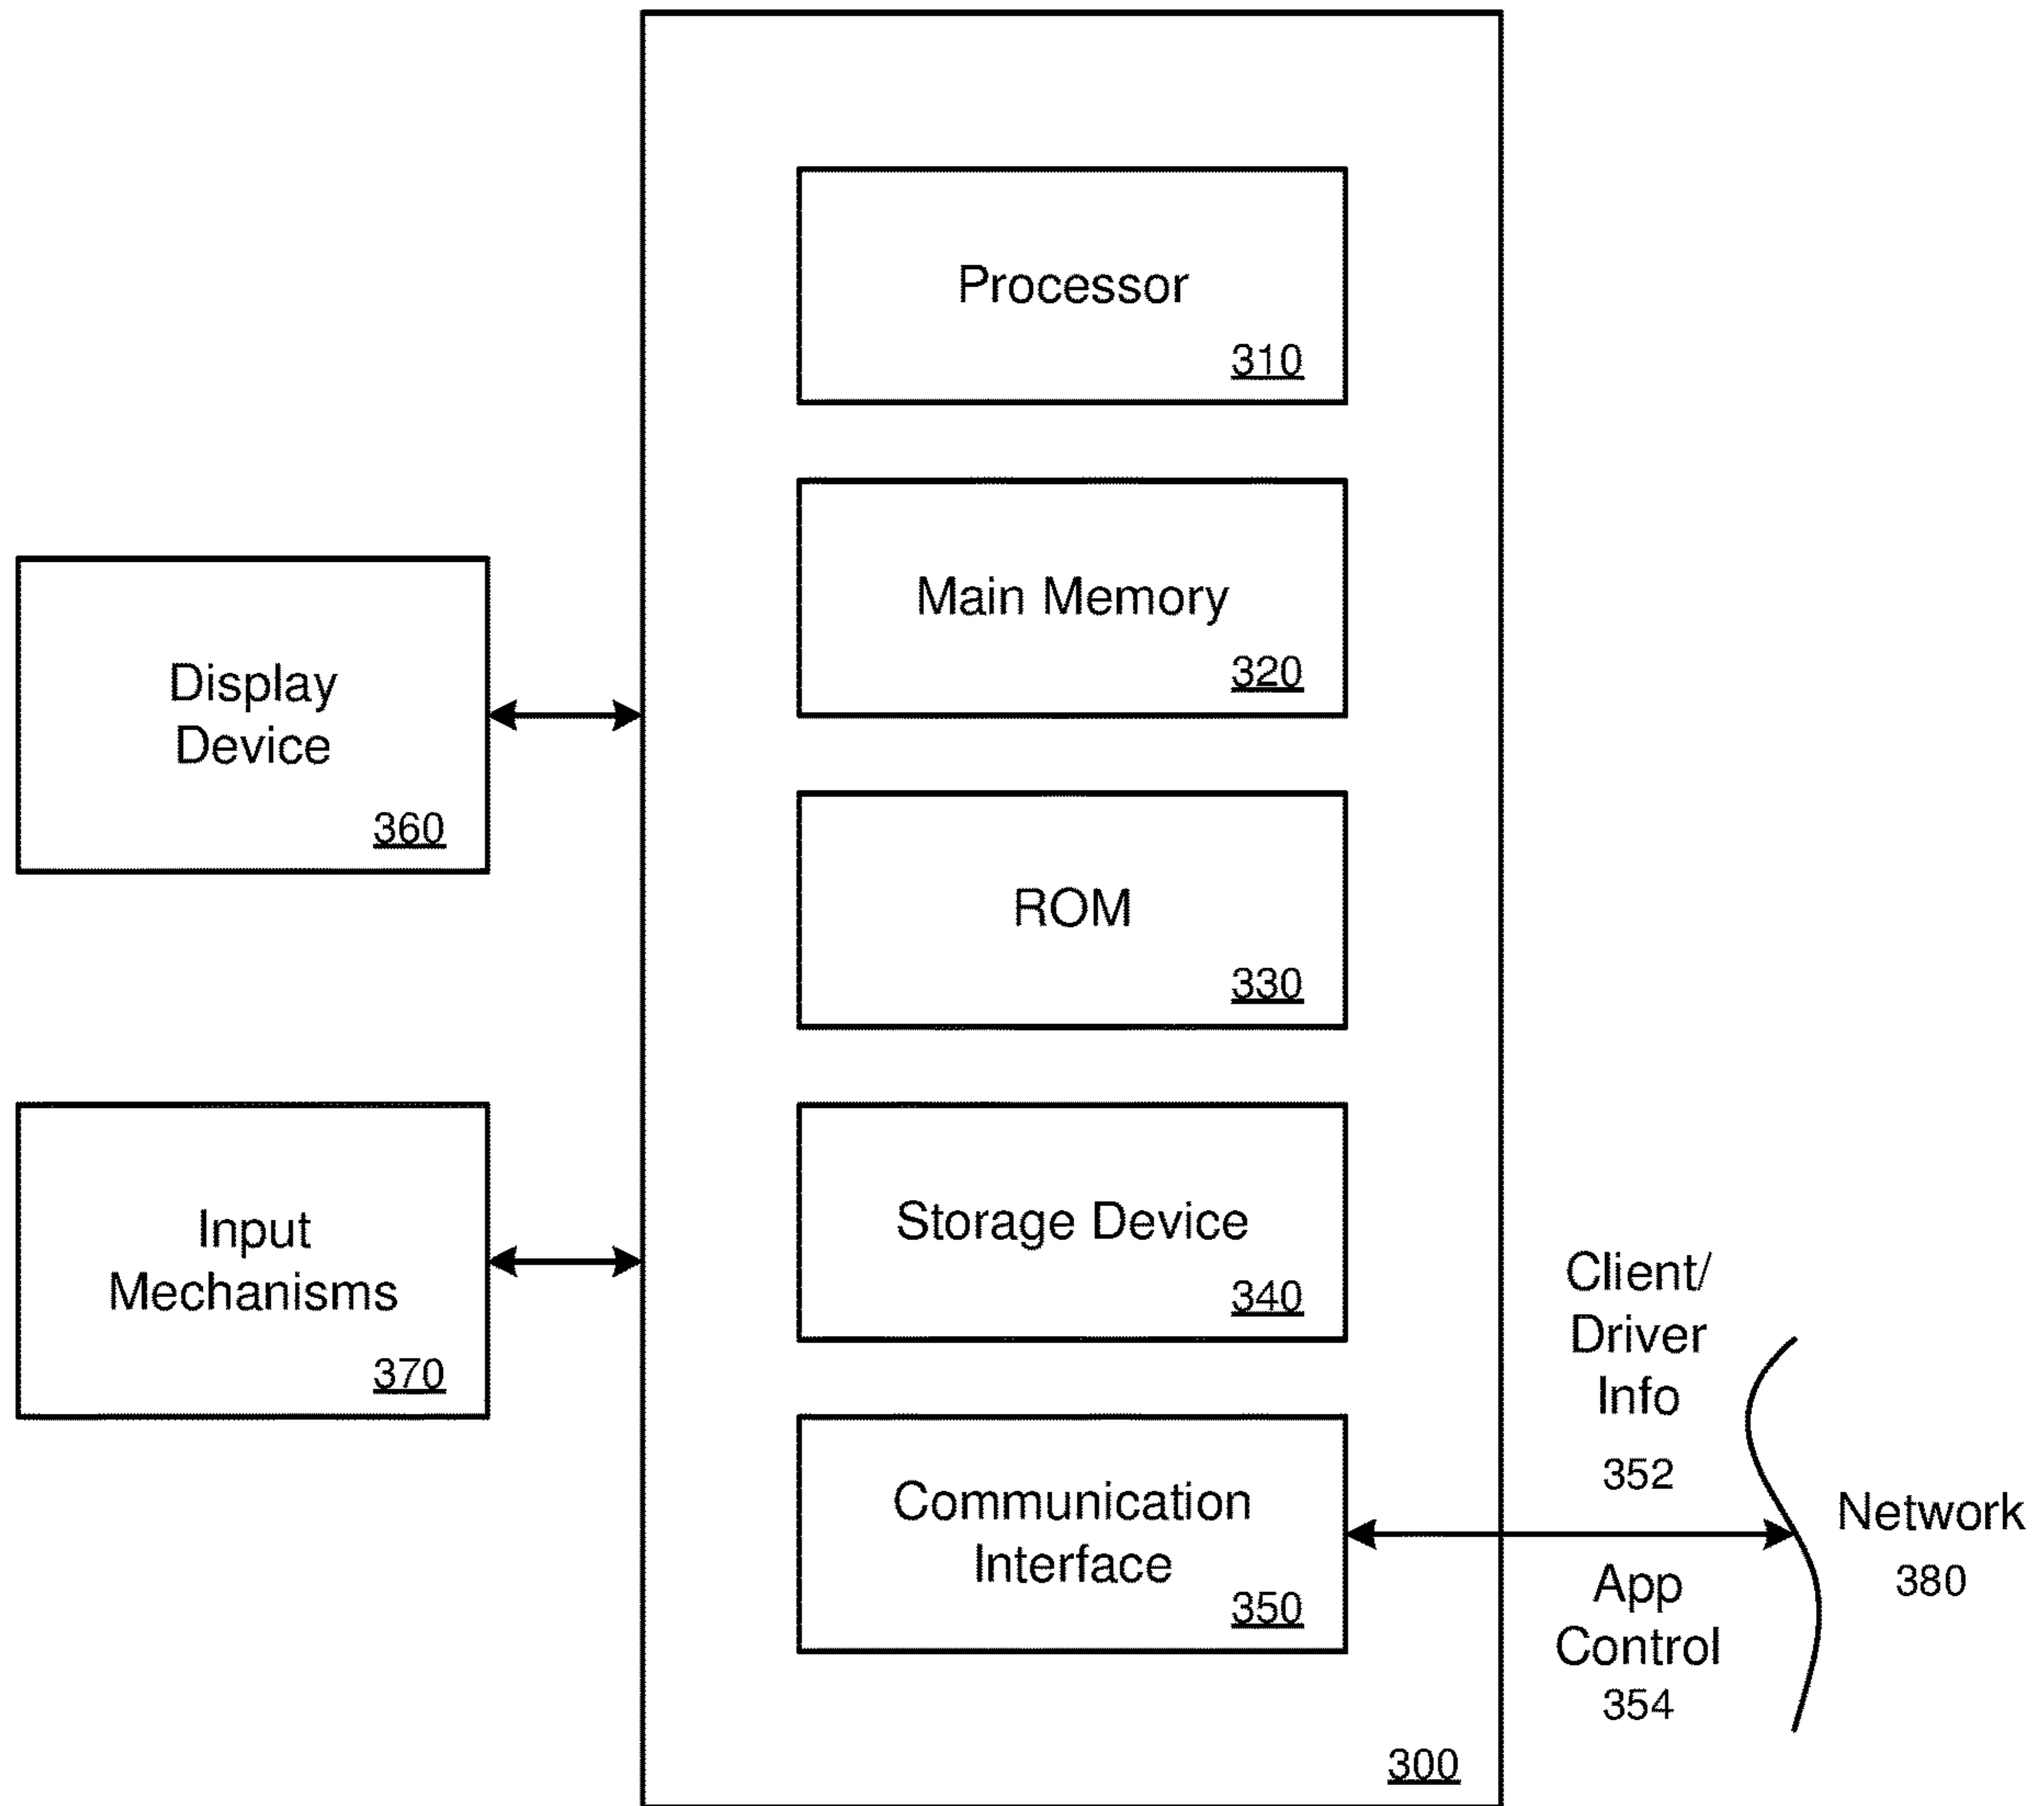 Processor
310
Main Memory
320
Display
Device
360
ROM
330
Storage Device
340
Input
Mechanisms
370
Client/
Driver
Info
352
Communication
Interface
350
Network
380
App
Control
354
300